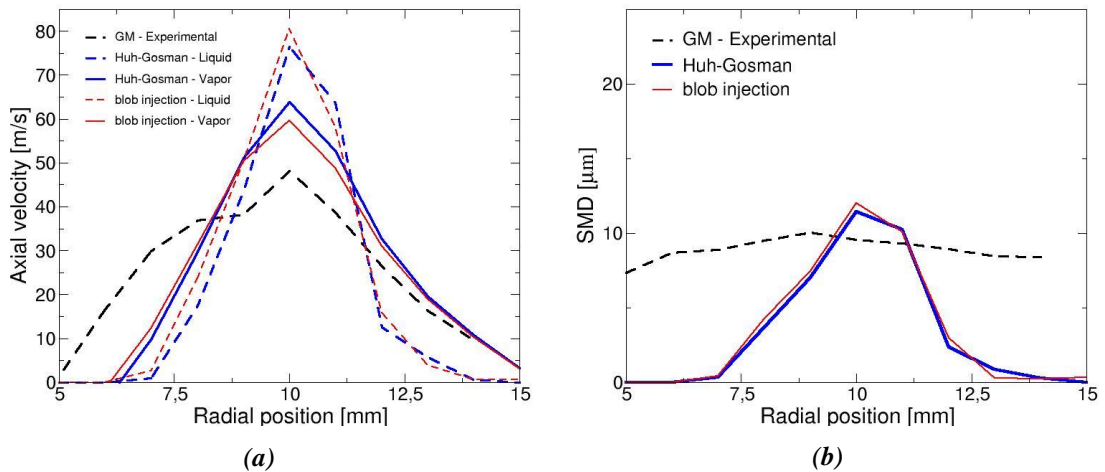 GM - Experimental
Huh-Gosman - Liquid
Huh-Gosman - Vapor
blob injection - Liquid
blob injection - Vapor
Axial velocity [m/s]
80
70
60
50
40
30
20
10
0
5
7,5
10
12,5
15
Radial position [mm]
(a)
GM - Experimental
Huh-Gosman
blob injection
SMD [µm]
20
10
0
5
7,5
10
12,5
15
Radial position [mm]
(b)